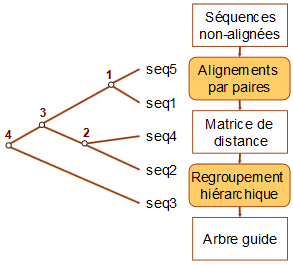 Séquences
non-alignées
Alignements
par paires
Matrice de
distance
Regroupement
hiérarchique
Arbre guide
1
2
3
4
seq5
seq1
seq4
seq2
seq3